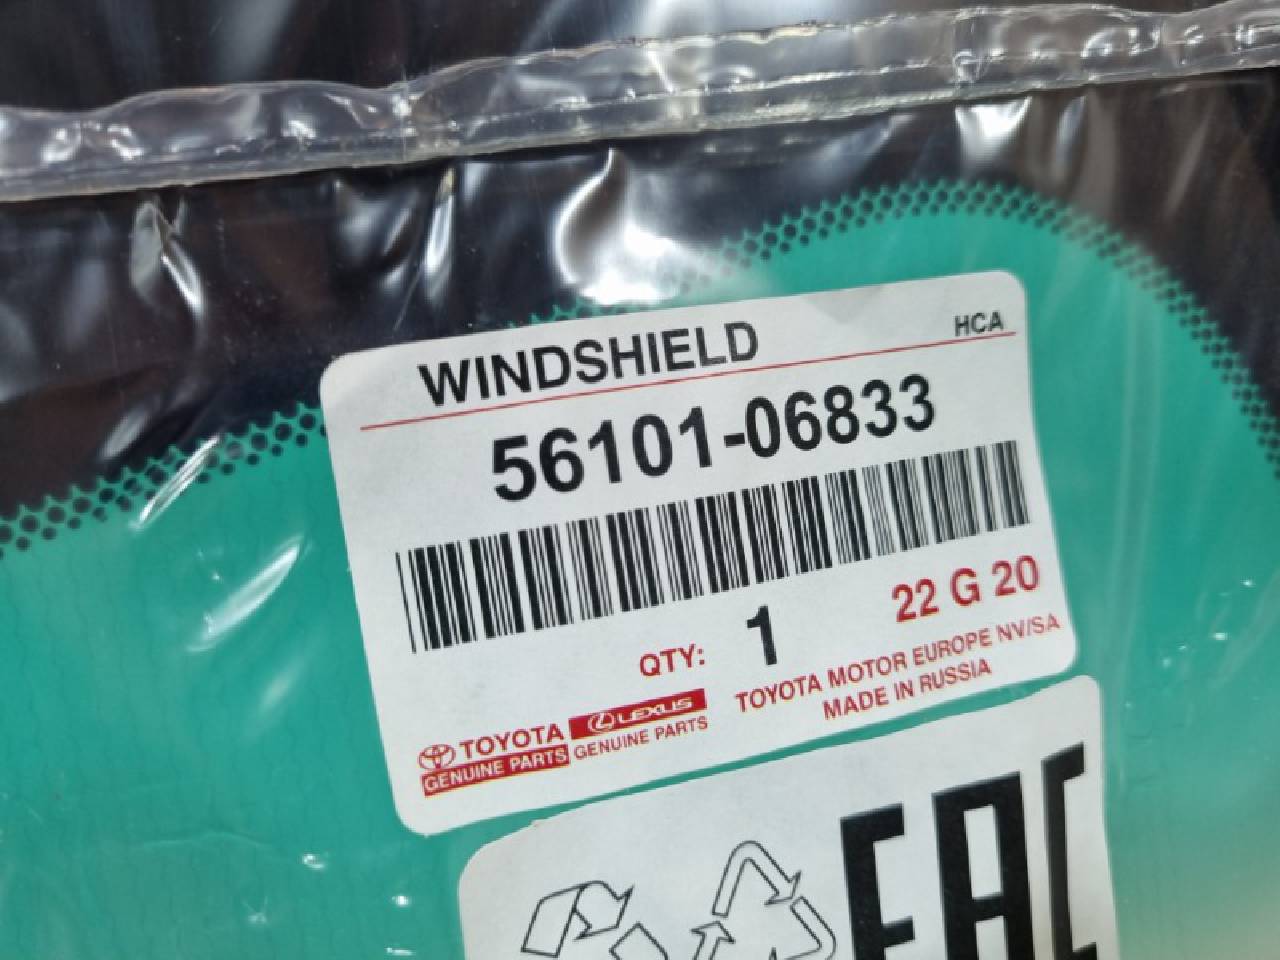 WINDSHIELD HCA
56101-06833
QTY: 1 22 G 20
TOYOTA LEXUS
GENUINE PARTS GENUINE PARTS
TOYOTA MOTOR EUROPE NV/SA
MADE IN RUSSIA
EAC